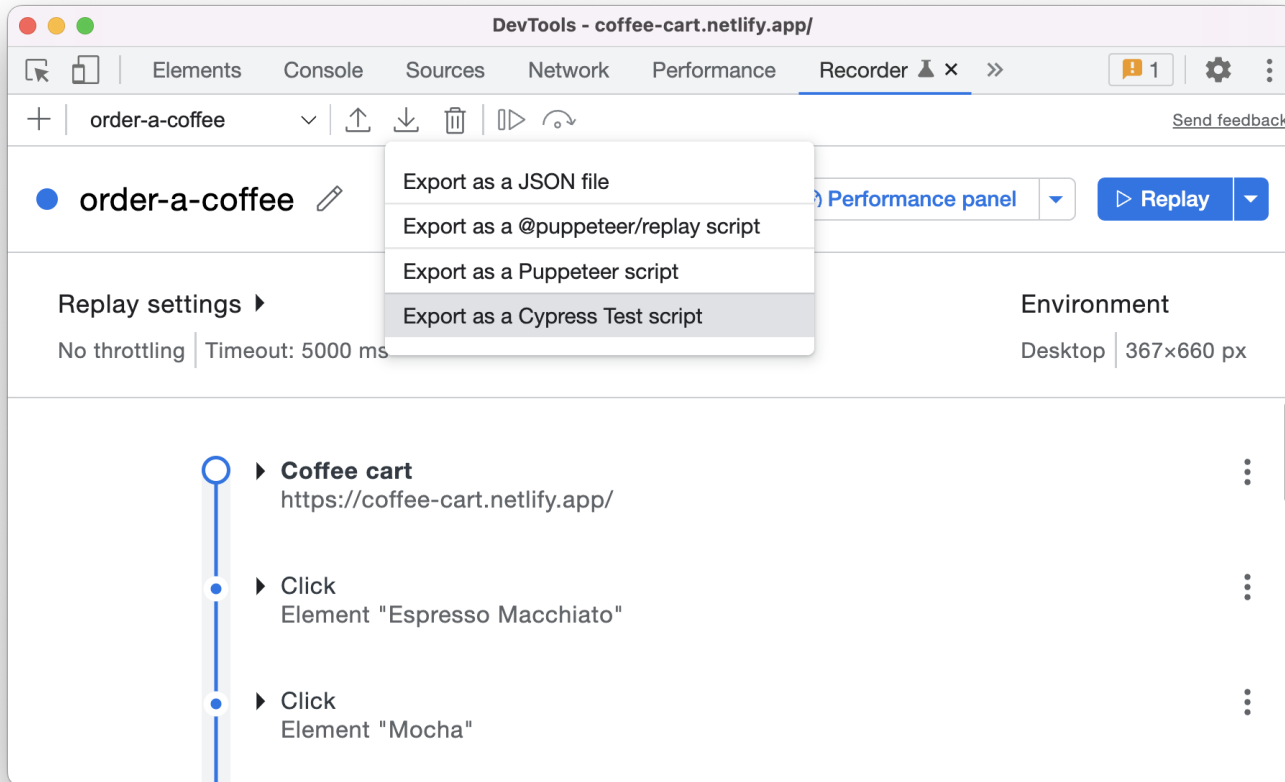 DevTools - coffee-cart.netlify.app/
Elements Console Sources Network Performance Recorder 1
order-a-coffee
Send feedback
order-a-coffee
Export as a JSON file
Export as a @puppeteer/replay script
Export as a Puppeteer script
Export as a Cypress Test script
Performance panel
Replay
Replay settings
No throttling Timeout: 5000 ms
Environment
Desktop 367×660 px
Coffee cart
https://coffee-cart.netlify.app/
Click
Element "Espresso Macchiato"
Click
Element "Mocha"